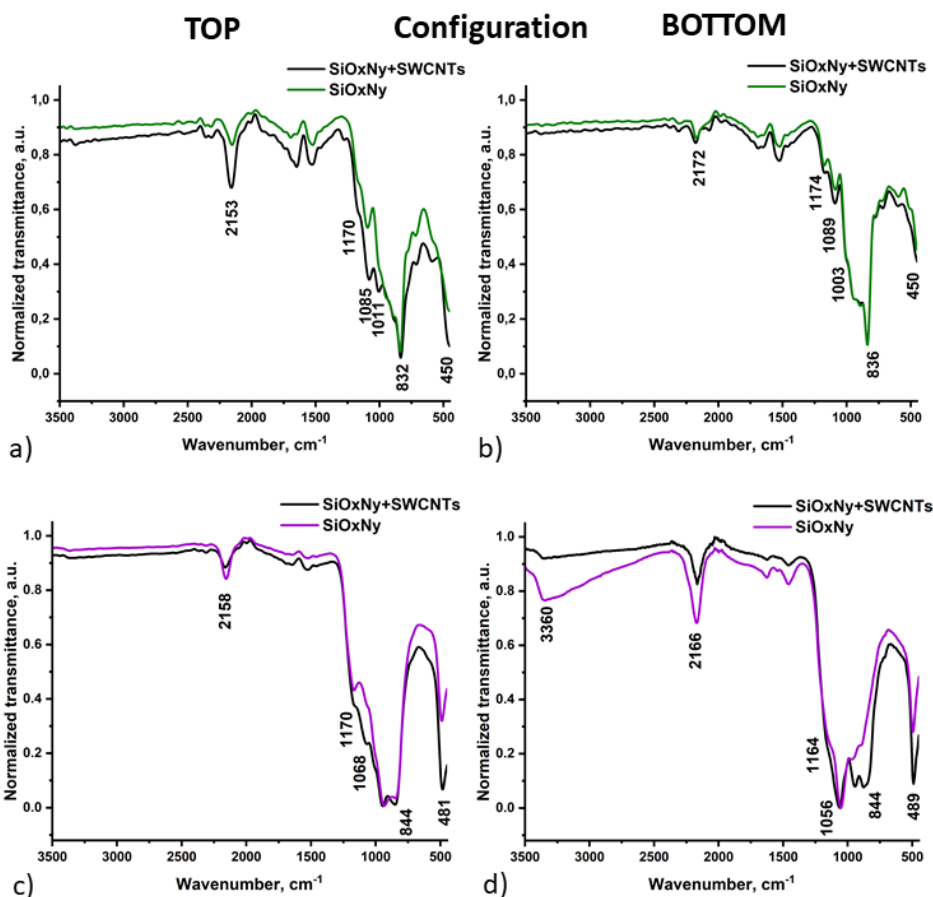 TOP Configuration BOTTOM
a)
SiOxNy+SWCNTs
SiOxNy
Normalized transmittance, a.u.
1,0
0,8
0,6
0,4
0,2
0,0
2153
1170
1085
1011
832
450
3500 3000 2500 2000 1500 1000 500
Wavenumber, cm⁻¹
b)
SiOxNy+SWCNTs
SiOxNy
Normalized transmittance, a.u.
1,0
0,8
0,6
0,4
0,2
0,0
2172
1174
1089
1003
836
450
3500 3000 2500 2000 1500 1000 500
Wavenumber, cm⁻¹
c)
SiOxNy+SWCNTs
SiOxNy
Normalized transmittance, a.u.
1.0
0.8
0.6
0.4
0.2
0.0
2158
1170
1068
844
481
3500 3000 2500 2000 1500 1000 500
Wavenumber, cm⁻¹
d)
SiOxNy+SWCNTs
SiOxNy
Normalized transmittance, a.u.
1.0
0.8
0.6
0.4
0.2
0.0
3360
2166
1164
1056
844
489
3500 3000 2500 2000 1500 1000 500
Wavenumber, cm⁻¹